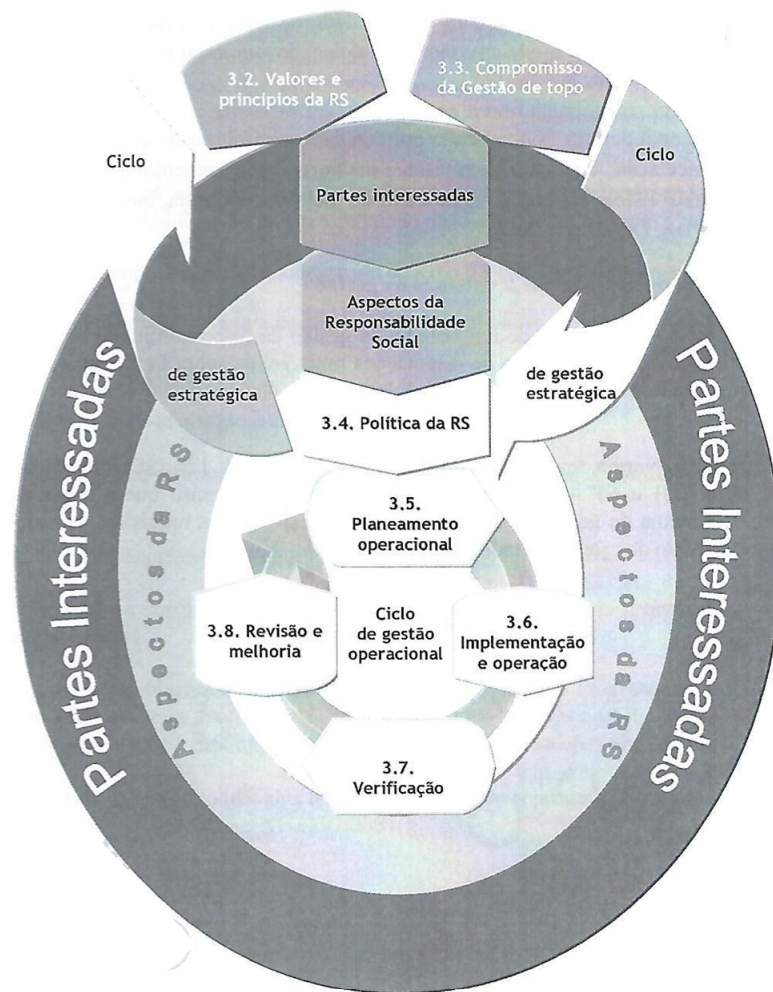 3.2. Valores e
princípios da RS
3.3. Compromisso
da Gestão de topo
Ciclo
Ciclo
Partes interessadas
Aspectos da
Responsabilidade
Social
de gestão
estratégica
de gestão
estratégica
3.4. Política da RS
Partes Interessadas
Aspectos da RS
Aspectos da RS
Partes Interessadas
3.5.
Planeamento
operacional
3.8. Revisão e
melhoria
Ciclo
de gestão
operacional
3.6.
Implementação
e operação
3.7.
Verificação